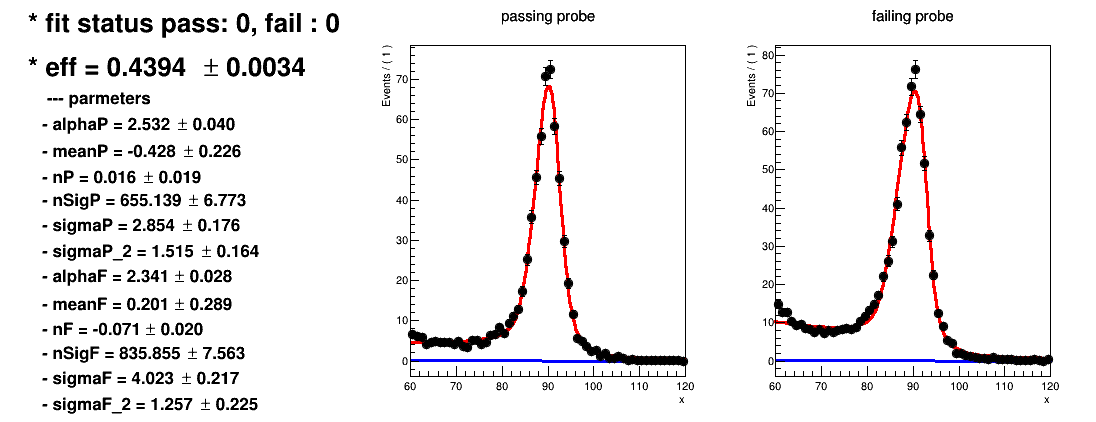 * fit status pass: 0, fail : 0
* eff = 0.4394 ± 0.0034
--- parmeters
- alphaP = 2.532 ± 0.040
- meanP = -0.428 ± 0.226
- nP = 0.016 ± 0.019
- nSigP = 655.139 ± 6.773
- sigmaP = 2.854 ± 0.176
- sigmaP_2 = 1.515 ± 0.164
- alphaF = 2.341 ± 0.028
- meanF = 0.201 ± 0.289
- nF = -0.071 ± 0.020
- nSigF = 835.855 ± 7.563
- sigmaF = 4.023 ± 0.217
- sigmaF_2 = 1.257 ± 0.225
passing probe
Events / ( 1 )
70
60
50
40
30
20
10
0
60 70 80 90 100 110 120
x
failing probe
Events / ( 1 )
80
70
60
50
40
30
20
10
0
60 70 80 90 100 110 120
x